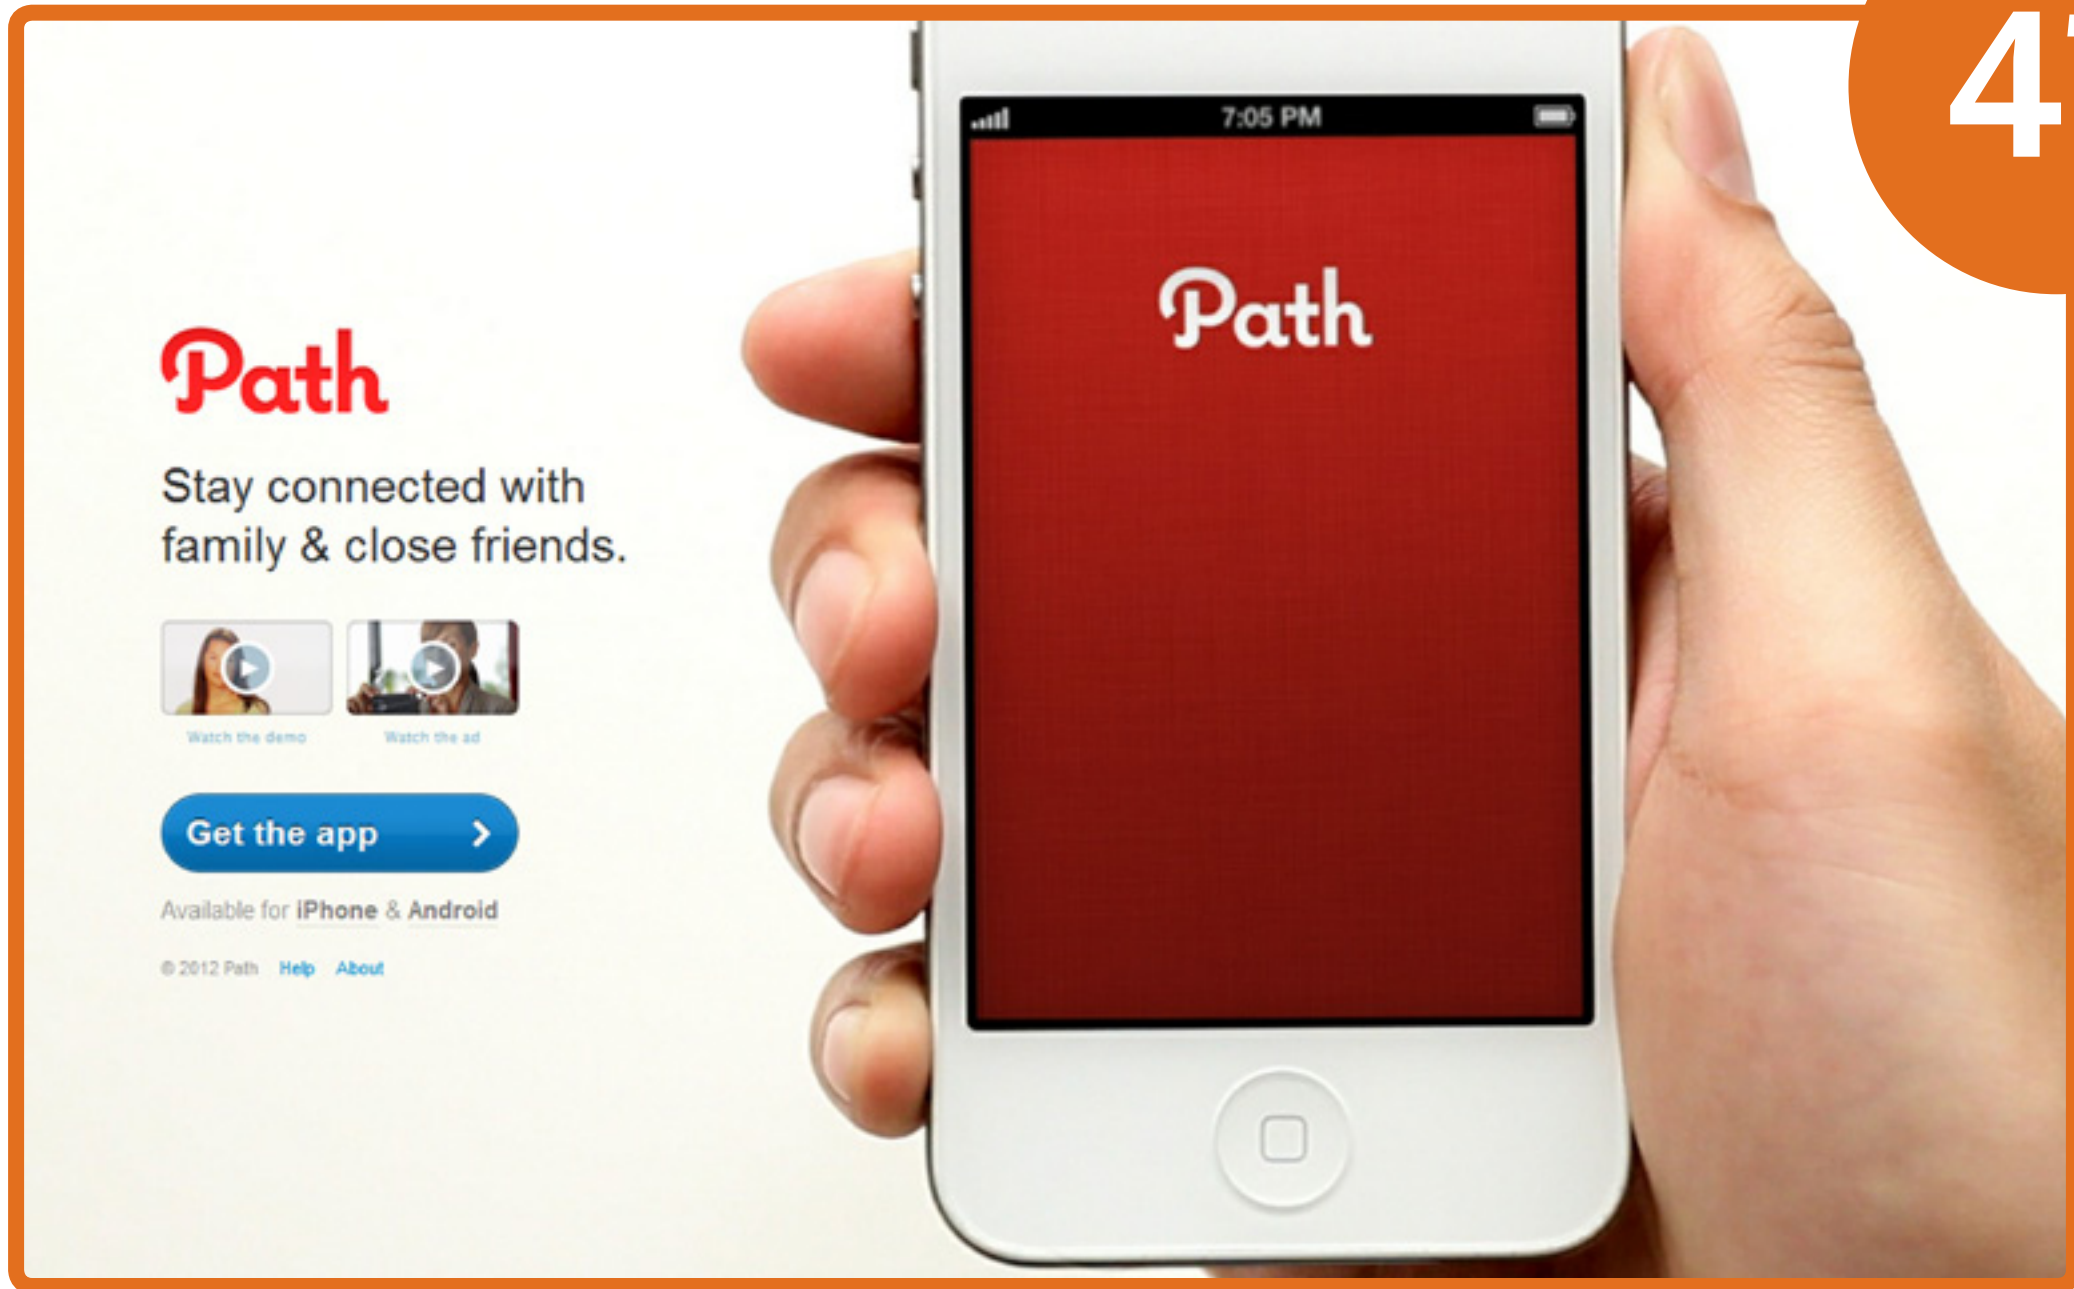 4
7:05 PM
Path
Path
Stay connected with
family & close friends.
Watch the demo
Watch the ad
Get the app
Available for iPhone & Android
© 2012 Path Help About